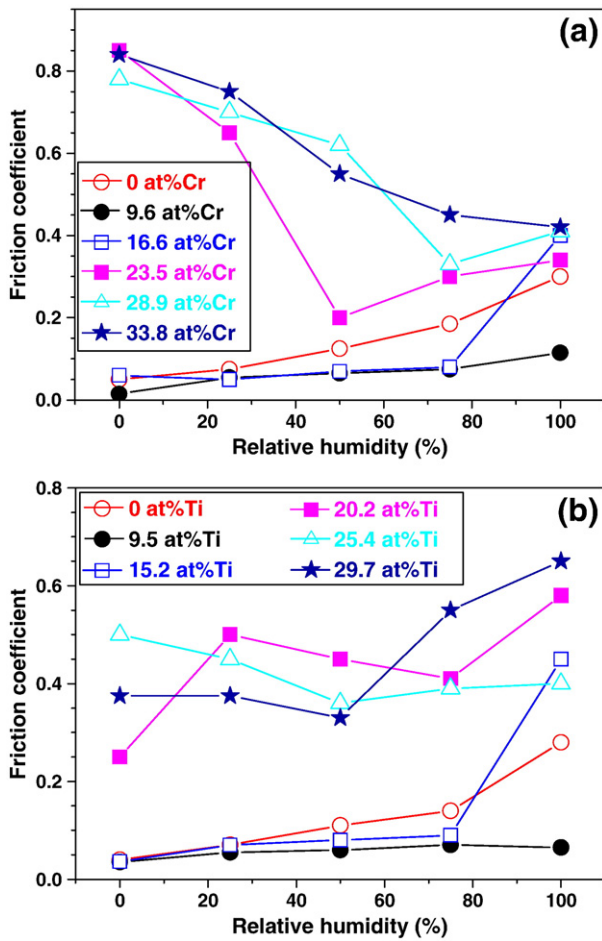 (a)
0.8
0.6
0.4
0.2
0.0
Friction coefficient
0 at%Cr
9.6 at%Cr
16.6 at%Cr
23.5 at%Cr
28.9 at%Cr
33.8 at%Cr
0 20 40 60 80 100
Relative humidity (%)
(b)
0.8
0.6
0.4
0.2
0.0
Friction coefficient
0 at%Ti
9.5 at%Ti
15.2 at%Ti
20.2 at%Ti
25.4 at%Ti
29.7 at%Ti
0 20 40 60 80 100
Relative humidity (%)